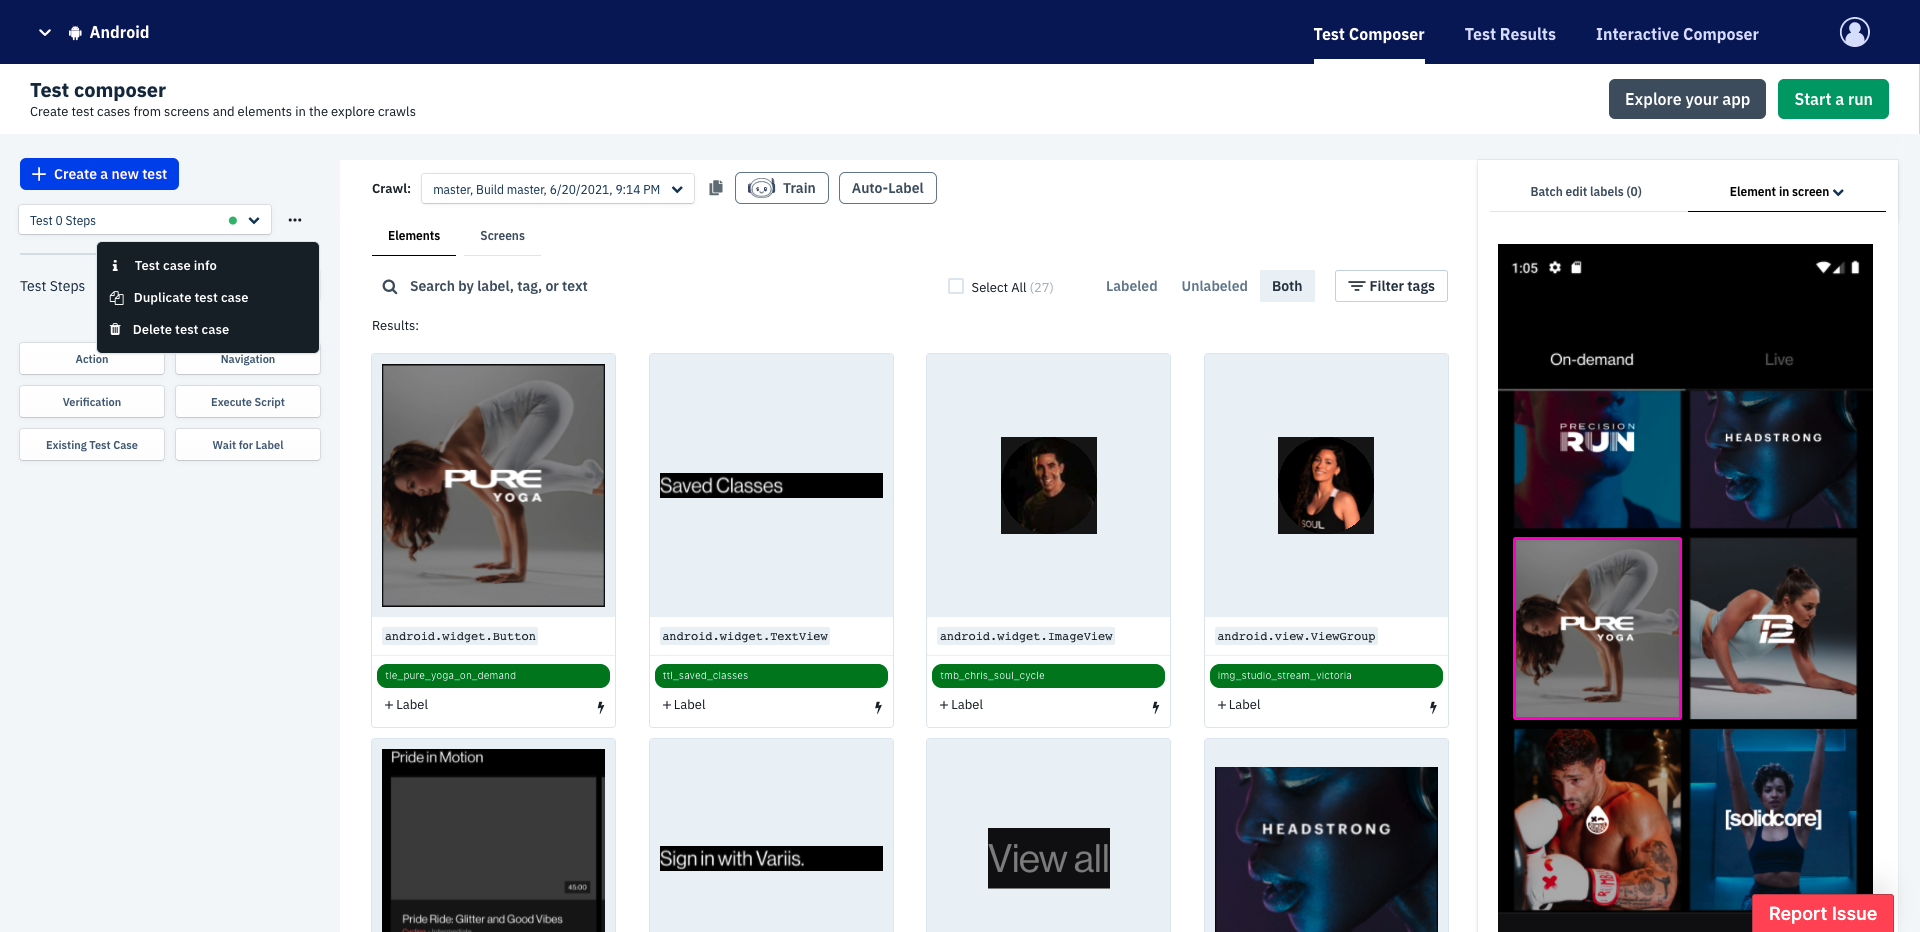 Android
Test Composer
Test Results
Interactive Composer
Test composer
Create test cases from screens and elements in the explore crawls
Explore your app
Start a run
Create a new test
Test 0 Steps
Test case info
Duplicate test case
Delete test case
Test Steps
Action
Navigation
Verification
Execute Script
Existing Test Case
Wait for Label
Crawl:
master, Build master, 6/20/2021, 9:14 PM
Train
Auto-Label
Elements
Screens
Search by label, tag, or text
Select All (27)
Labeled
Unlabeled
Both
Filter tags
Results:
PURE
YOGA
android.widget.Button
tle_pure_yoga_on_demand
+ Label
Saved Classes
android.widget.TextView
ttl_saved_classes
+ Label
android.widget.ImageView
tmb_chris_soul_cycle
+ Label
SOUL
android.view.ViewGroup
img_studio_stream_victoria
+ Label
Pride in Motion
45:00
Pride Ride: Glitter and Good Vibes
Sign in with Variis.
View all
HEADSTRONG
Batch edit labels (0)
Element in screen
1:05
On-demand
Live
PRECISION
RUN
HEADSTRONG
PURE
YOGA
[solidcore]
Report Issue